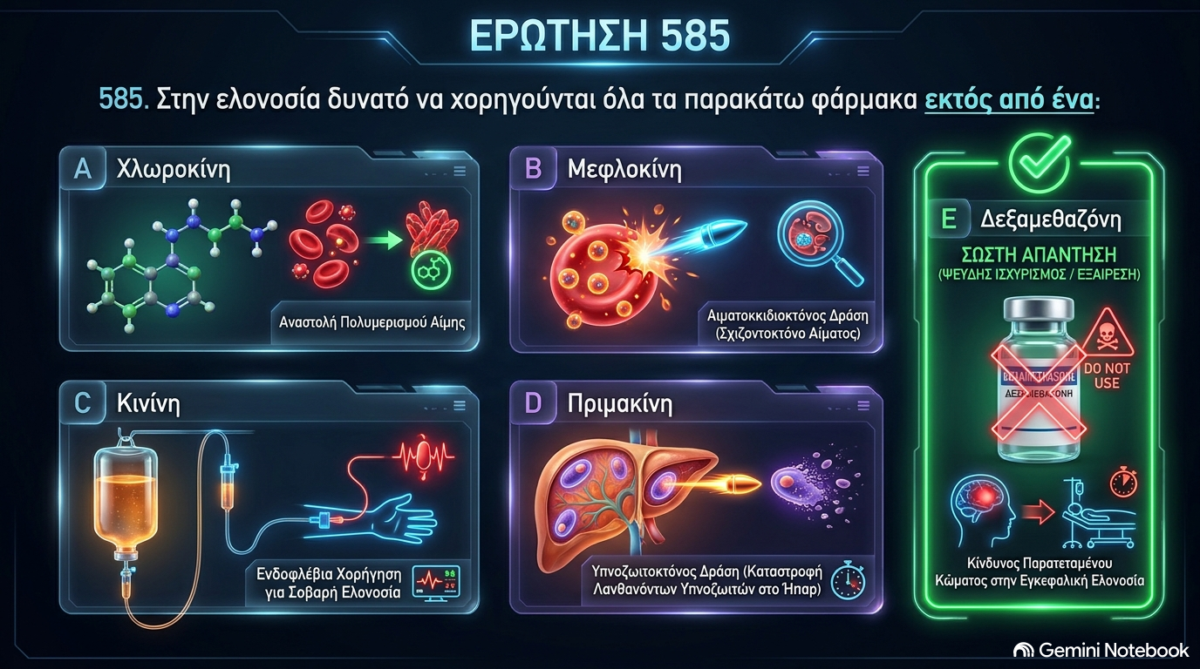 ΕΡΩΤΗΣΗ 585
585. Στην ελονοσία δυνατό να χορηγούνται όλα τα παρακάτω φάρμακα εκτός από ένα:
A Χλωροκίνη
Αναστολή Πολυμερισμού Αίμης
B Μεφλοκίνη
Αιματοκκιδιοκτόνος Δράση
(Σχιζοντοκτόνο Αίματος)
C Κινίνη
Ενδοφλέβια Χορήγηση
για Σοβαρή Ελονοσία
D Πριμακίνη
Υπνοζωιτοκτόνος Δράση (Καταστροφή
Λανθανόντων Υπνοζωιτών στο Ήπαρ)
E Δεξαμεθαζόνη
ΣΩΣΤΗ ΑΠΑΝΤΗΣΗ
(ΨΕΥΔΗΣ ΙΣΧΥΡΙΣΜΟΣ / ΕΞΑΙΡΕΣΗ)
DO NOT
USE
Κίνδυνος Παρατεταμένου
Κώματος στην Εγκεφαλική Ελονοσία
Gemini Notebook